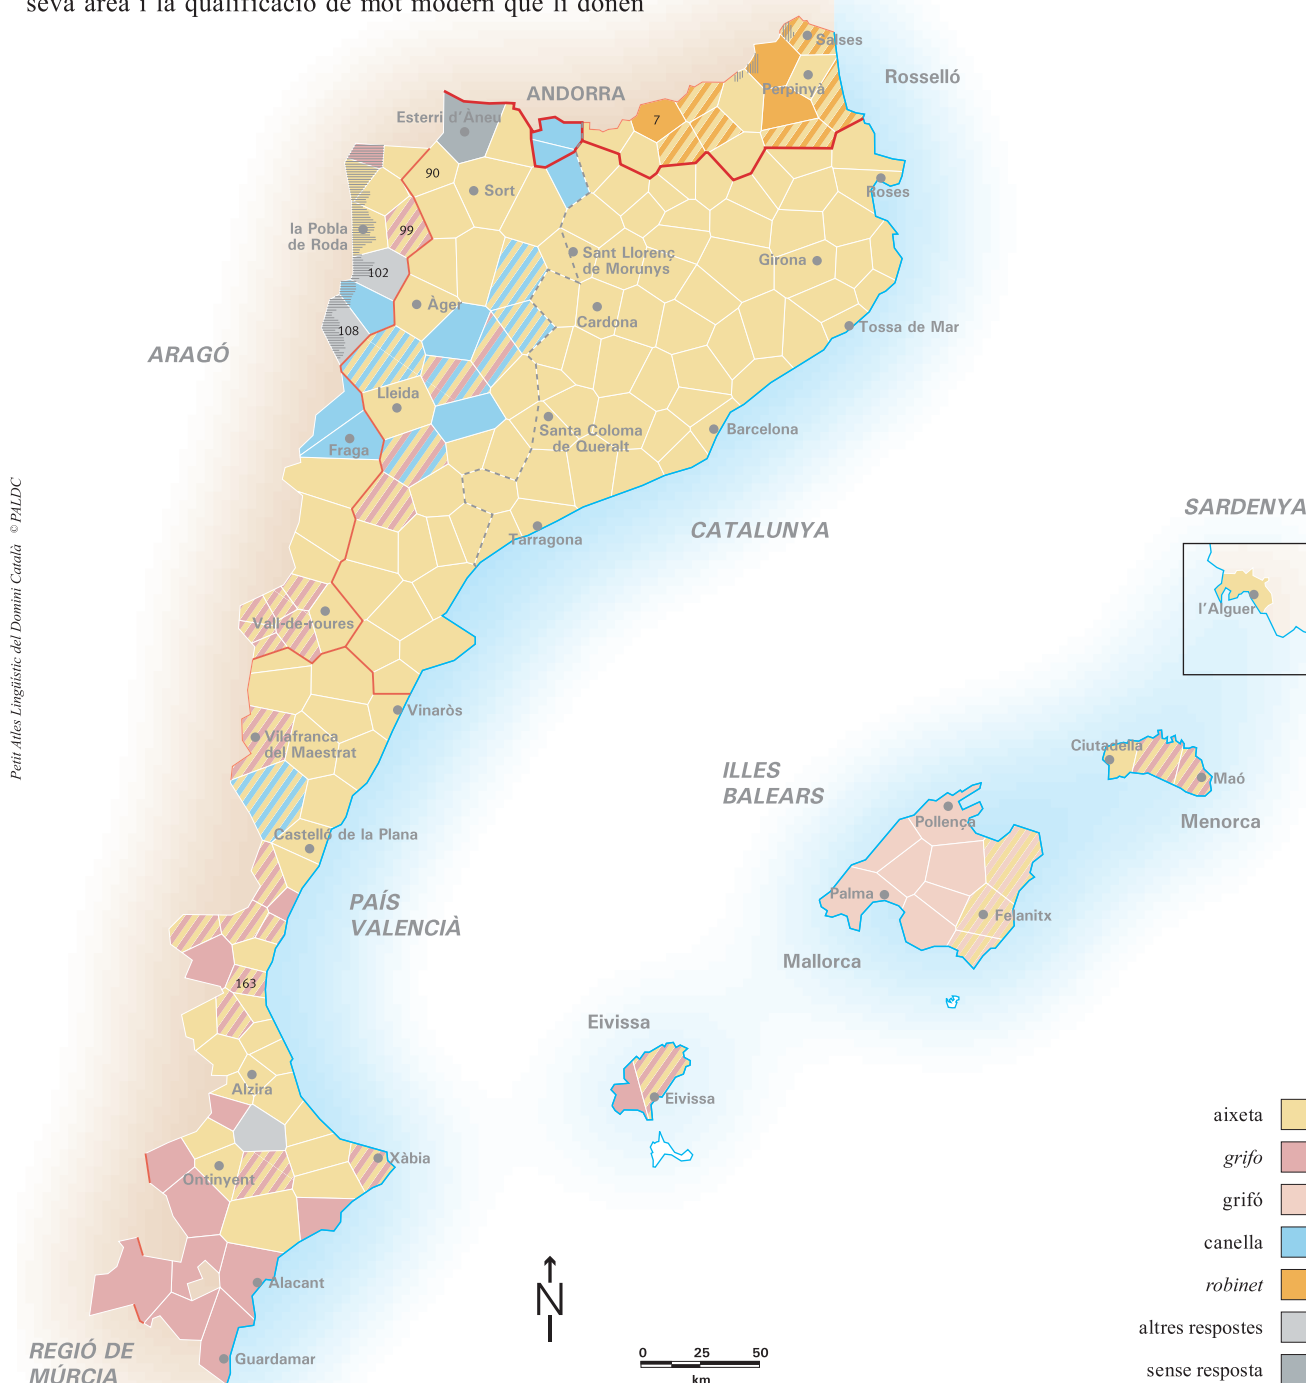 seva àrea i la qualificació de mot modern que li donen
Salses
Rosselló
Perpinyà
ANDORRA
Esterri d'Àneu
7
90
Sort
Roses
99
la Pobla
de Roda
Sant Llorenç
de Morunys
Girona
102
Àger
Cardona
108
Tossa de Mar
ARAGÓ
Lleida
Santa Coloma
de Queralt
Barcelona
Fraga
Petit Atles Lingüístic del Domini Català © PALDC
SARDENYA
CATALUNYA
Tarragona
l'Alguer
Vall-de-roures
Vinaròs
Vilafranca
del Maestrat
Ciutadella
Maó
ILLES
BALEARS
Menorca
Pollença
Castelló de la Plana
Palma
Felanitx
PAÍS
VALENCIÀ
Mallorca
163
Eivissa
Alzira
Eivissa
Xàbia
Ontinyent
Alacant
Guardamar
REGIÓ DE
MÚRCIA
N
0 25 50
km
aixeta
grifo
grifó
canella
robinet
altres respostes
sense resposta